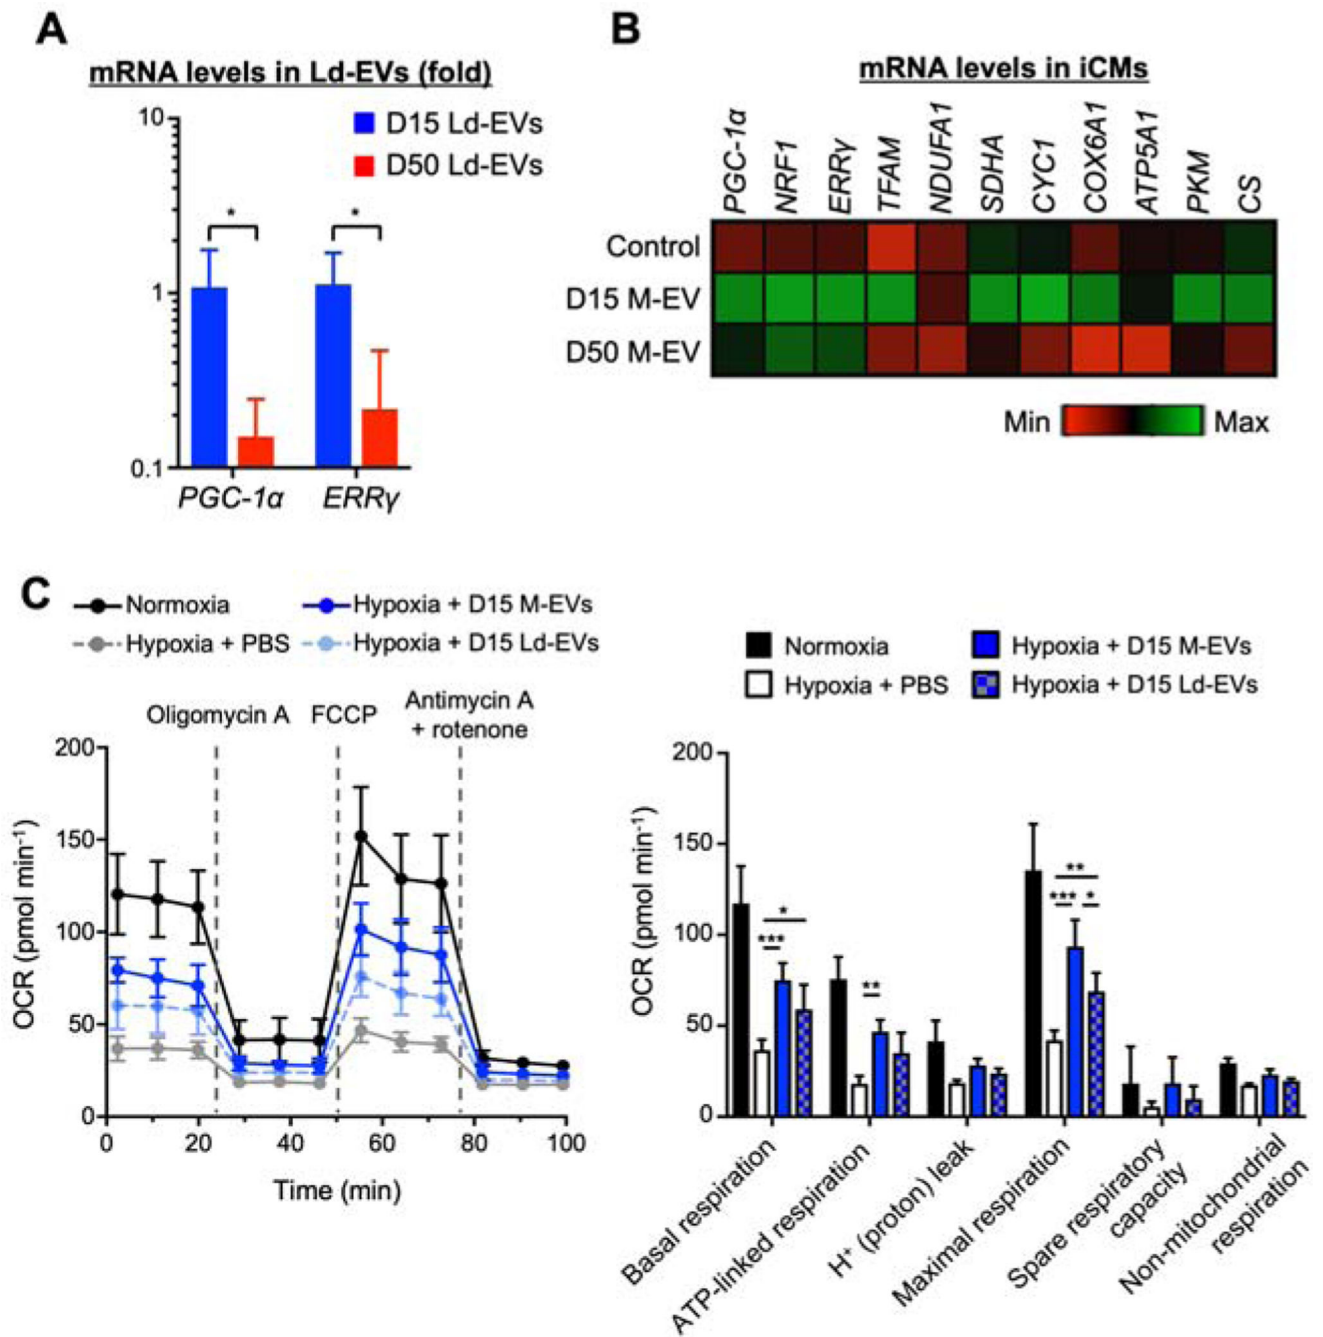 A
mRNA levels in Ld-EVs (fold)
D15 Ld-EVs
D50 Ld-EVs
10
1
0.1
*
*
PGC-1α
ERRγ
B
mRNA levels in iCMs
PGC-1α
NRF1
ERRγ
TFAM
NDUFA1
SDHA
CYC1
COX6A1
ATP5A1
PKM
CS
Control
D15 M-EV
D50 M-EV
Min
Max
C
Normoxia
Hypoxia + D15 M-EVs
Hypoxia + PBS
Hypoxia + D15 Ld-EVs
Oligomycin A
FCCP
Antimycin A
+ rotenone
OCR (pmol min⁻¹)
200
150
100
50
0
0
20
40
60
80
100
Time (min)
Normoxia
Hypoxia + D15 M-EVs
Hypoxia + PBS
Hypoxia + D15 Ld-EVs
OCR (pmol min⁻¹)
200
150
100
50
0
*
***
**
**
***
*
Basal respiration
ATP-linked respiration
H⁺ (proton) leak
Maximal respiration
Spare respiratory
capacity
Non-mitochondrial
respiration